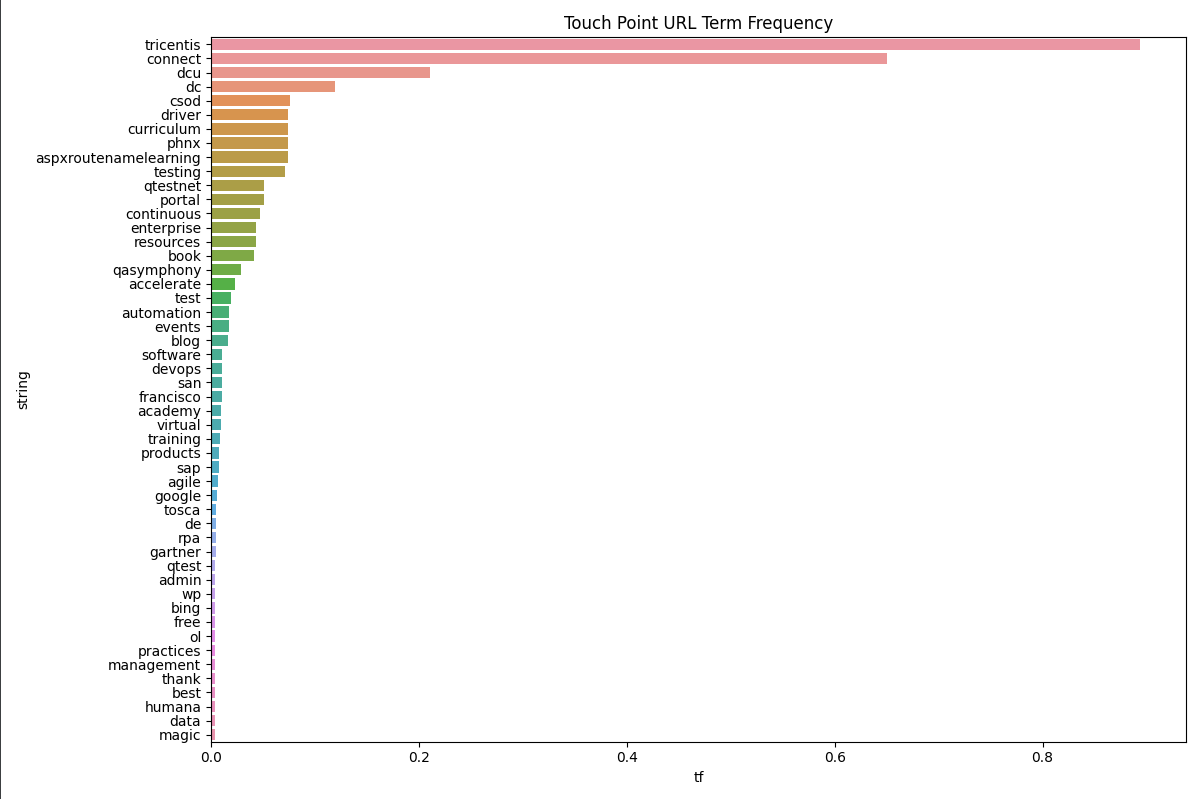 Touch Point URL Term Frequency
string
tricentis
connect
dcu
dc
csod
driver
curriculum
phnx
aspxroutenamelearning
testing
qtestnet
portal
continuous
enterprise
resources
book
qasymphony
accelerate
test
automation
events
blog
software
devops
san
francisco
academy
virtual
training
products
sap
agile
google
tosca
de
rpa
gartner
qtest
admin
wp
bing
free
ol
practices
management
thank
best
humana
data
magic
0.0 0.2 0.4 0.6 0.8
tf